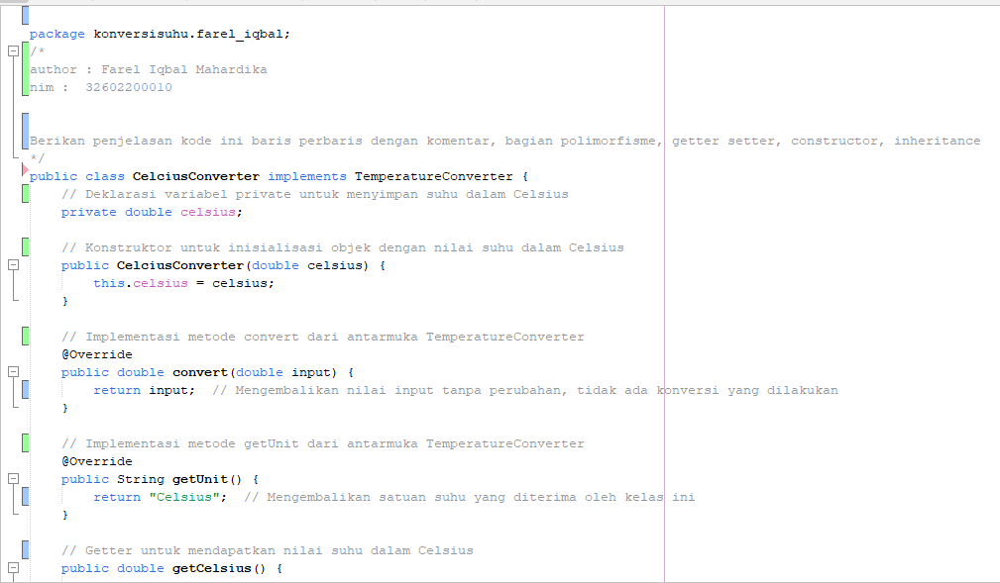 package konversisuhu.farel_iqbal;
/*
author : Farel Iqbal Mahardika
nim :  32602200010
Berikan penjelasan kode ini baris perbaris dengan komentar, bagian polimorfisme, getter setter, constructor, inheritance
*/
public class CelciusConverter implements TemperatureConverter {
    // Deklarasi variabel private untuk menyimpan suhu dalam Celsius
    private double celsius;
    // Konstruktor untuk inisialisasi objek dengan nilai suhu dalam Celsius
    public CelciusConverter(double celsius) {
        this.celsius = celsius;
    }
    // Implementasi metode convert dari antarmuka TemperatureConverter
    @Override
    public double convert(double input) {
        return input;  // Mengembalikan nilai input tanpa perubahan, tidak ada konversi yang dilakukan
    }
    // Implementasi metode getUnit dari antarmuka TemperatureConverter
    @Override
    public String getUnit() {
        return "Celsius";  // Mengembalikan satuan suhu yang diterima oleh kelas ini
    }
    // Getter untuk mendapatkan nilai suhu dalam Celsius
    public double getCelsius() {